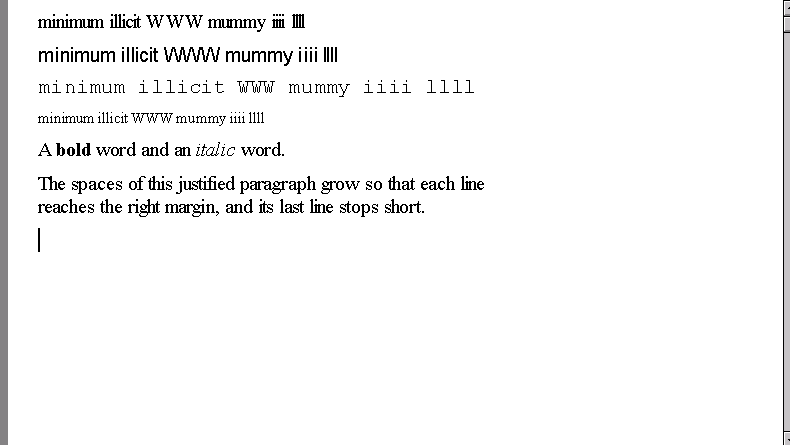 minimum illicit WWW mummy iiii llll
minimum illicit WWW mummy iiii llll
minimum illicit WWW mummy iiii llll
minimum illicit WWW mummy iiii llll
A bold word and an italic word.
The spaces of this justified paragraph grow so that each line
reaches the right margin, and its last line stops short.